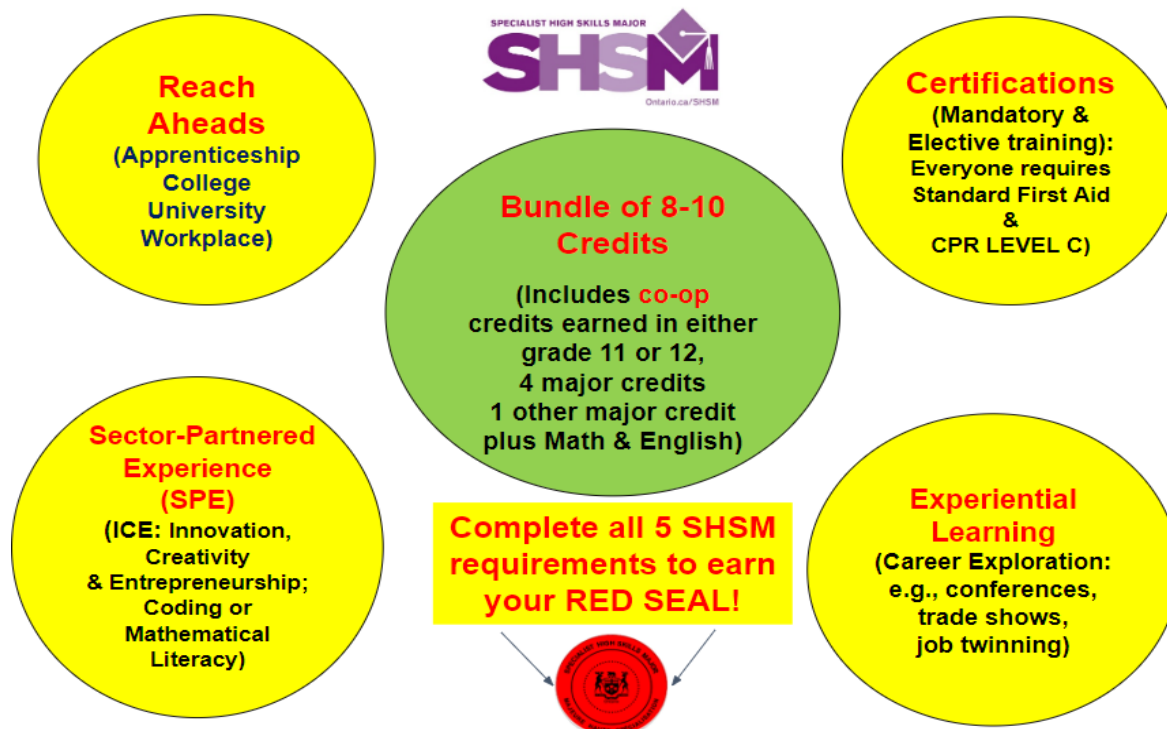 SPECIALIST HIGH SKILLS MAJOR
SHSM
Ontario.ca/SHSM
Reach
Aheads
(Apprenticeship
College
University
Workplace)
Certifications
(Mandatory &
Elective training):
Everyone requires
Standard First Aid
&
CPR LEVEL C)
Bundle of 8-10
Credits
(Includes co-op
credits earned in either
grade 11 or 12,
4 major credits
1 other major credit
plus Math & English)
Sector-Partnered
Experience
(SPE)
(ICE: Innovation,
Creativity
& Entrepreneurship;
Coding or
Mathematical
Literacy)
Complete all 5 SHSM
requirements to earn
your RED SEAL!
Experiential
Learning
(Career Exploration:
e.g., conferences,
trade shows,
job twinning)
SPECIALIST HIGH SKILLS MAJOR